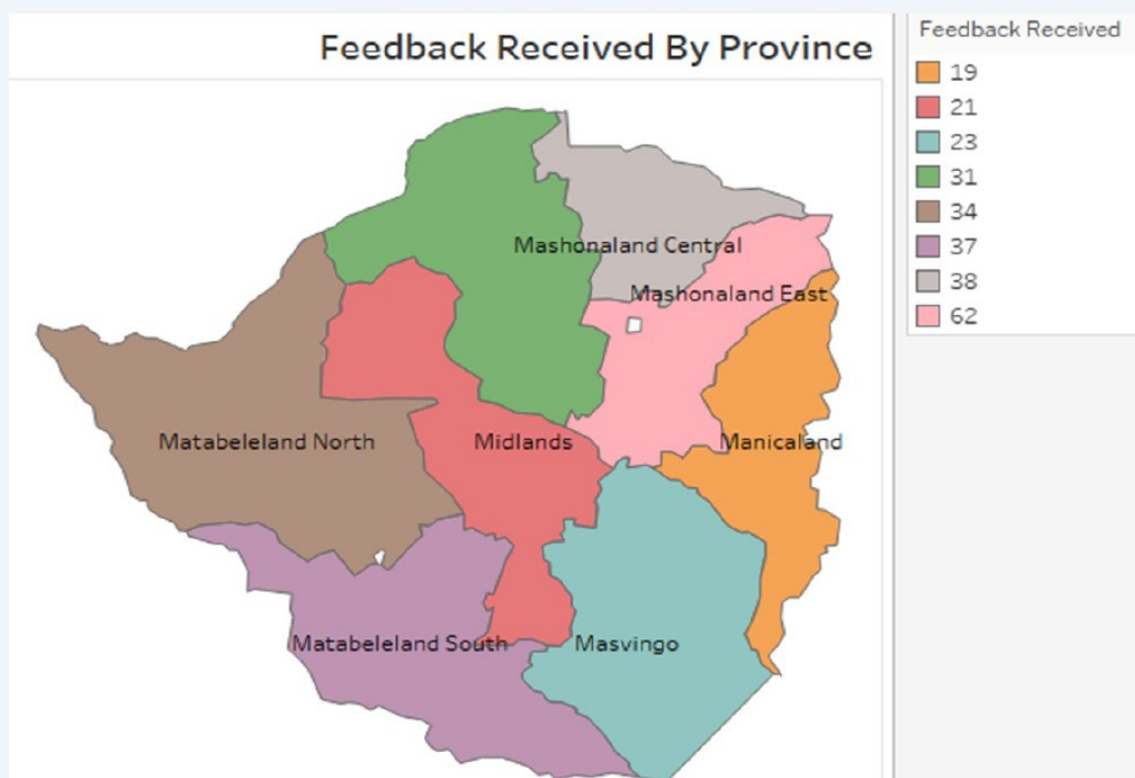 Feedback Received By Province
Feedback Received
19
21
23
31
34
37
38
62
Mashonaland Central
Mashonaland East
Matabeleland North
Midlands
Manicaland
Matabeleland South
Masvingo